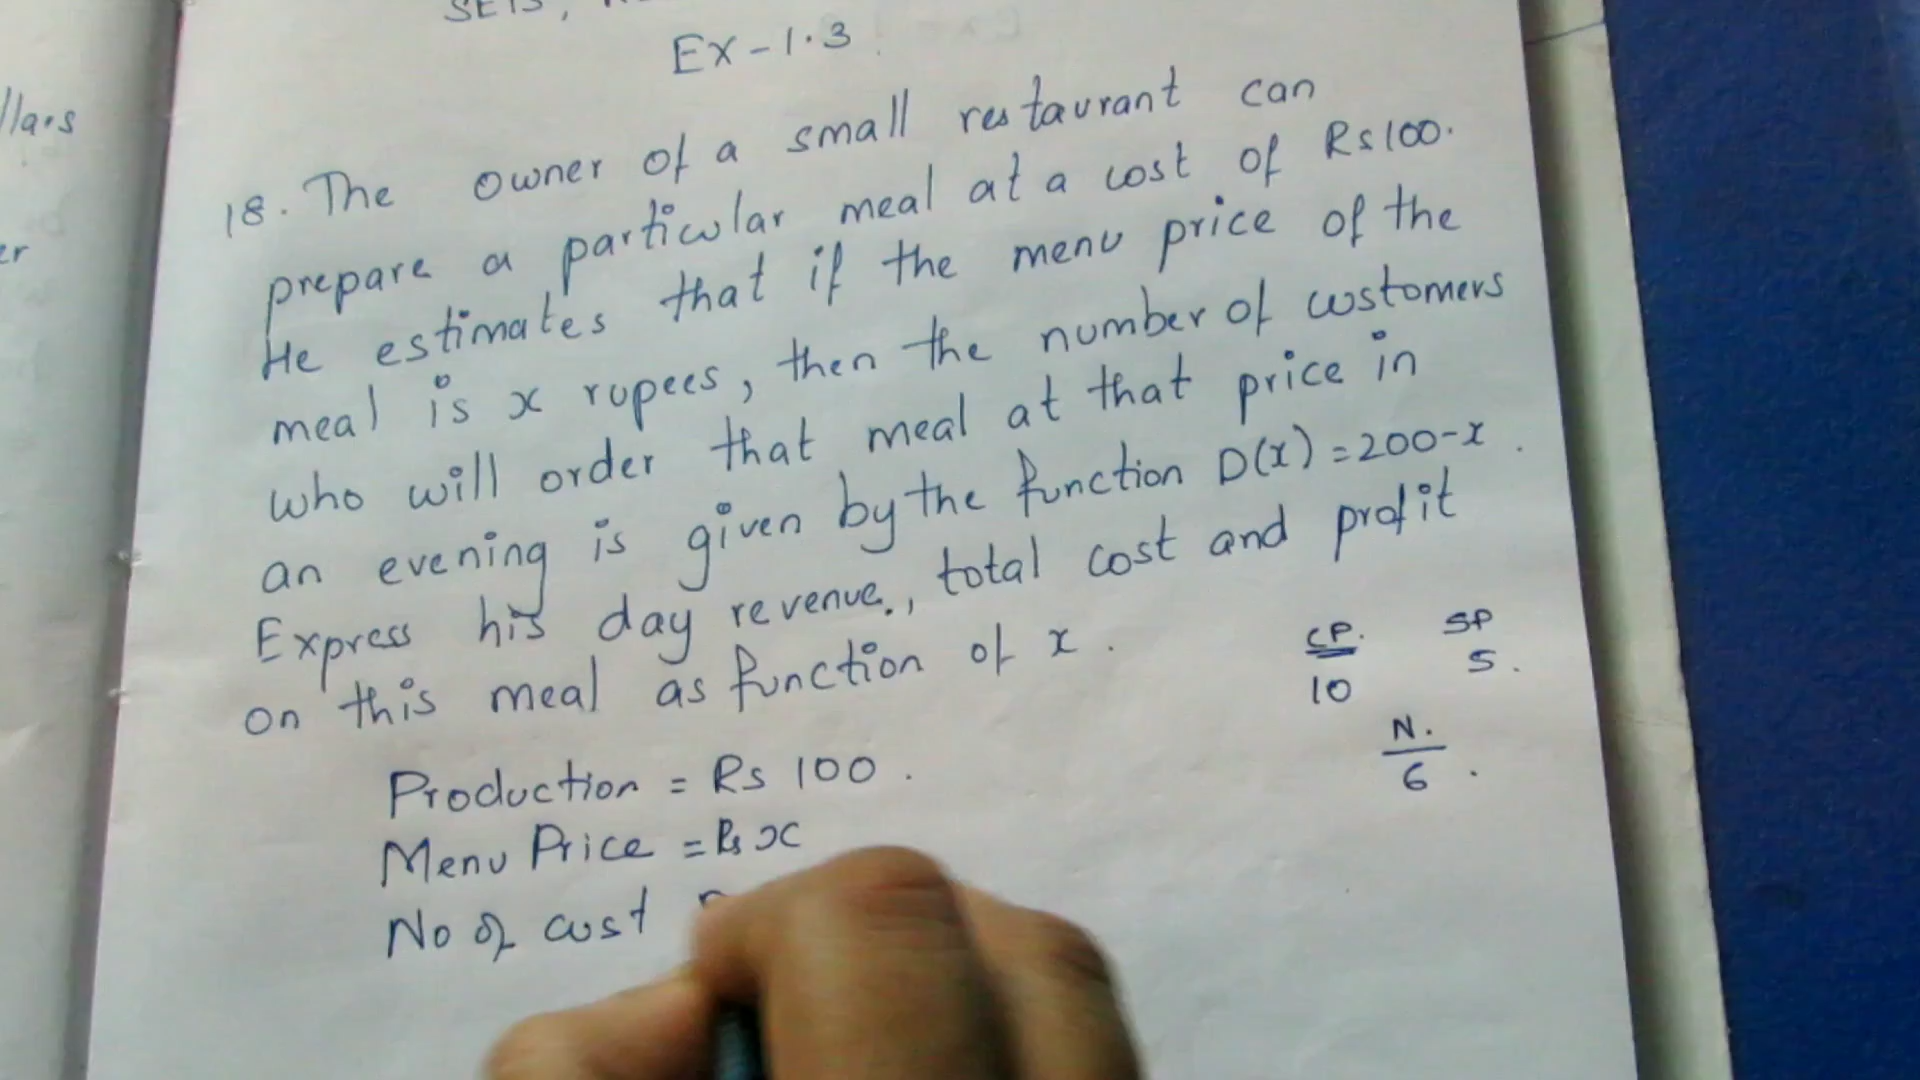 Ex-1.3
18. The owner of a small restaurant can
prepare a particular meal at a cost of Rs100.
He estimates that if the menu price of the
meal is x rupees, then the number of customers
who will order that meal at that price in
an evening is given by the function D(x)=200-x.
Express his day revenue., total cost and profit
on this meal as function of x.
CP. SP
10 5.
N.
6.
Production = Rs 100.
Menu Price = Rs x
No of cust